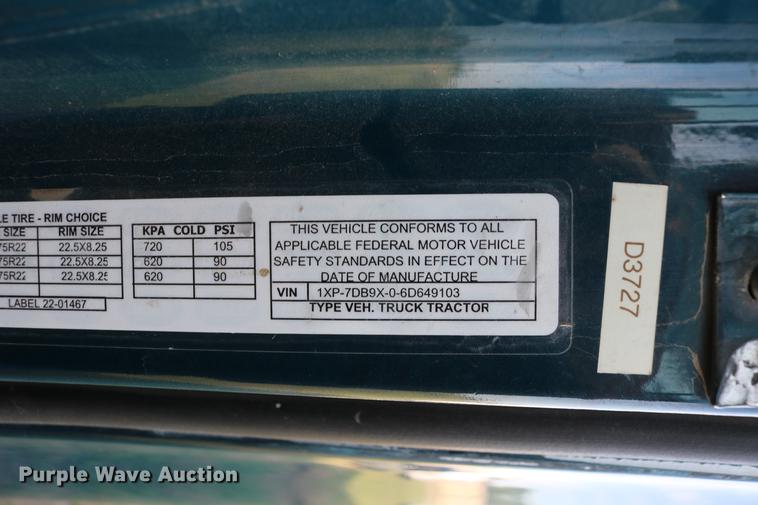 LE TIRE - RIM CHOICE
SIZE RIM SIZE KPA COLD PSI
75R22 22.5X8.25 720 105
75R22 22.5X8.25 620 90
75R22 22.5X8.25 620 90
LABEL 22-01467
THIS VEHICLE CONFORMS TO ALL
APPLICABLE FEDERAL MOTOR VEHICLE
SAFETY STANDARDS IN EFFECT ON THE
DATE OF MANUFACTURE
VIN 1XP-7DB9X-0-6D649103
TYPE VEH. TRUCK TRACTOR
D3727
Purple Wave Auction